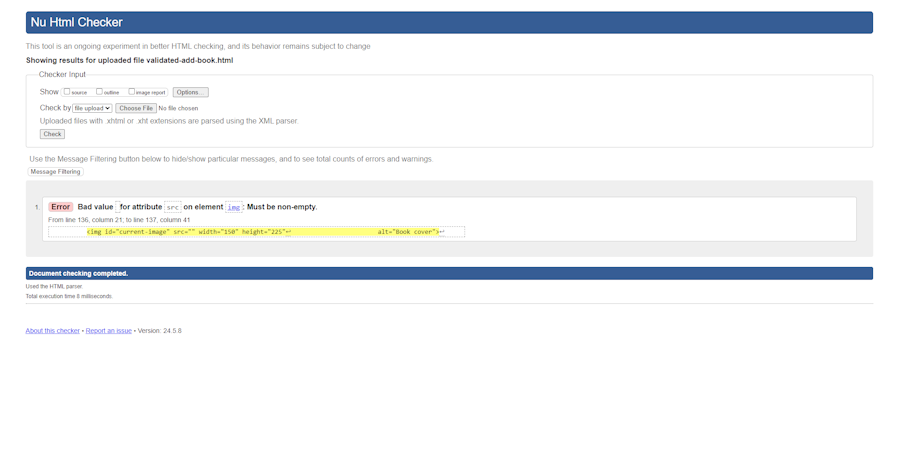 Nu Html Checker
This tool is an ongoing experiment in better HTML checking, and its behavior remains subject to change
Showing results for uploaded file validated-add-book.html
Checker Input
Show source outline image report Options...
Check by file upload Choose File No file chosen
Uploaded files with .xhtml or .xht extensions are parsed using the XML parser.
Check
Use the Message Filtering button below to hide/show particular messages, and to see total counts of errors and warnings.
Message Filtering
1. Error Bad value for attribute src on element img: Must be non-empty.
From line 136, column 21; to line 137, column 41
<img id="current-image" src="" width="150" height="225"↩ alt="Book cover">↩
Document checking completed.
Used the HTML parser.
Total execution time 8 milliseconds.
About this checker • Report an issue • Version: 24.5.8